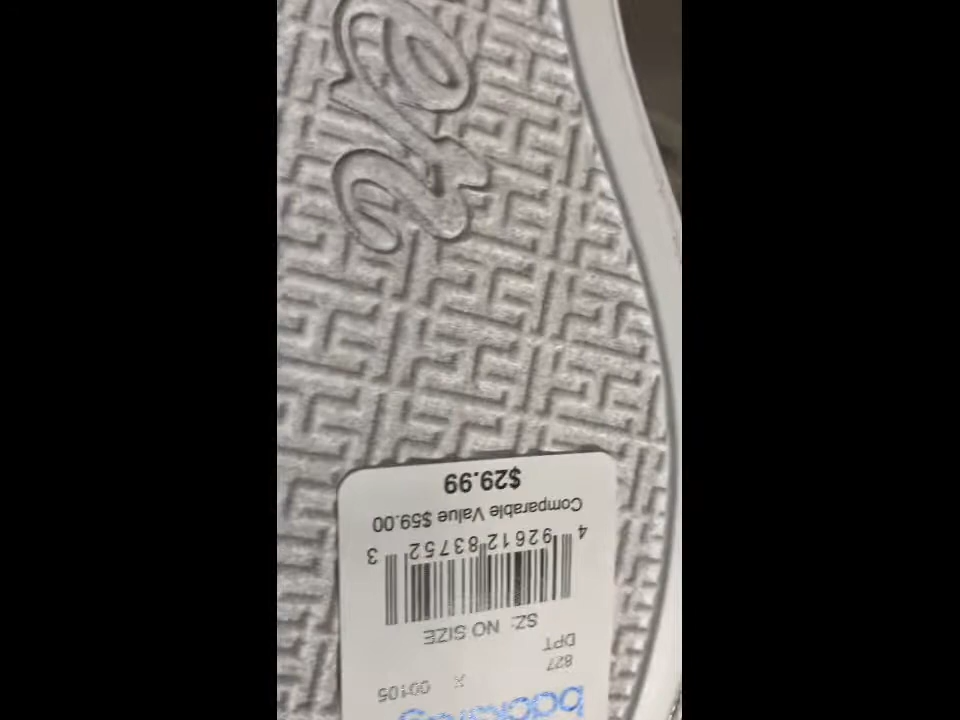 827
DPT
X
00105
SZ: NO SIZE
4 92612 83752 3
Comparable Value $59.00
$29.99